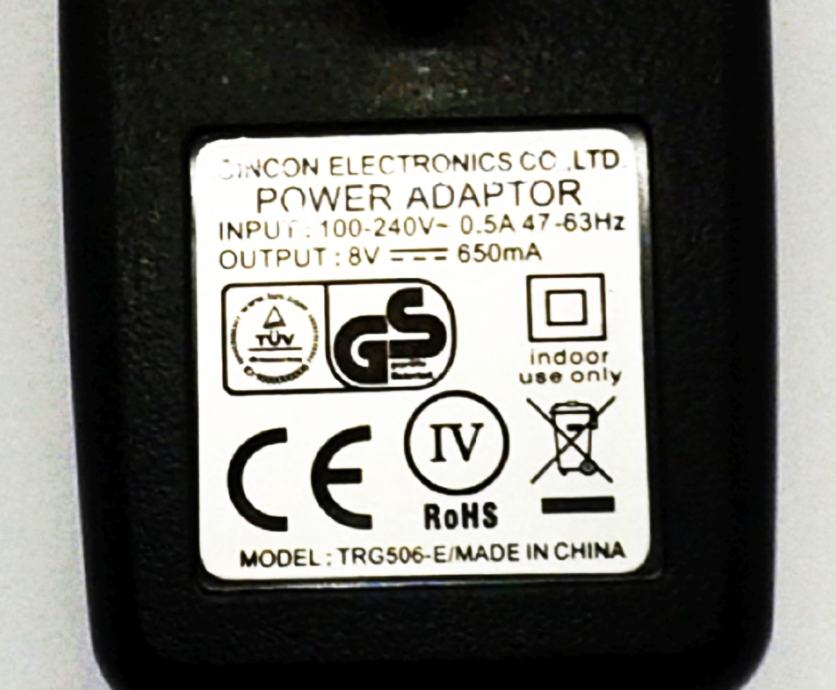 CINCON ELECTRONICS CO.,LTD.
POWER ADAPTOR
INPUT : 100-240V~ 0.5A 47-63Hz
OUTPUT : 8V 650mA
TÜV
GS
indoor
use only
CE
IV
RoHS
MODEL : TRG506-E/MADE IN CHINA